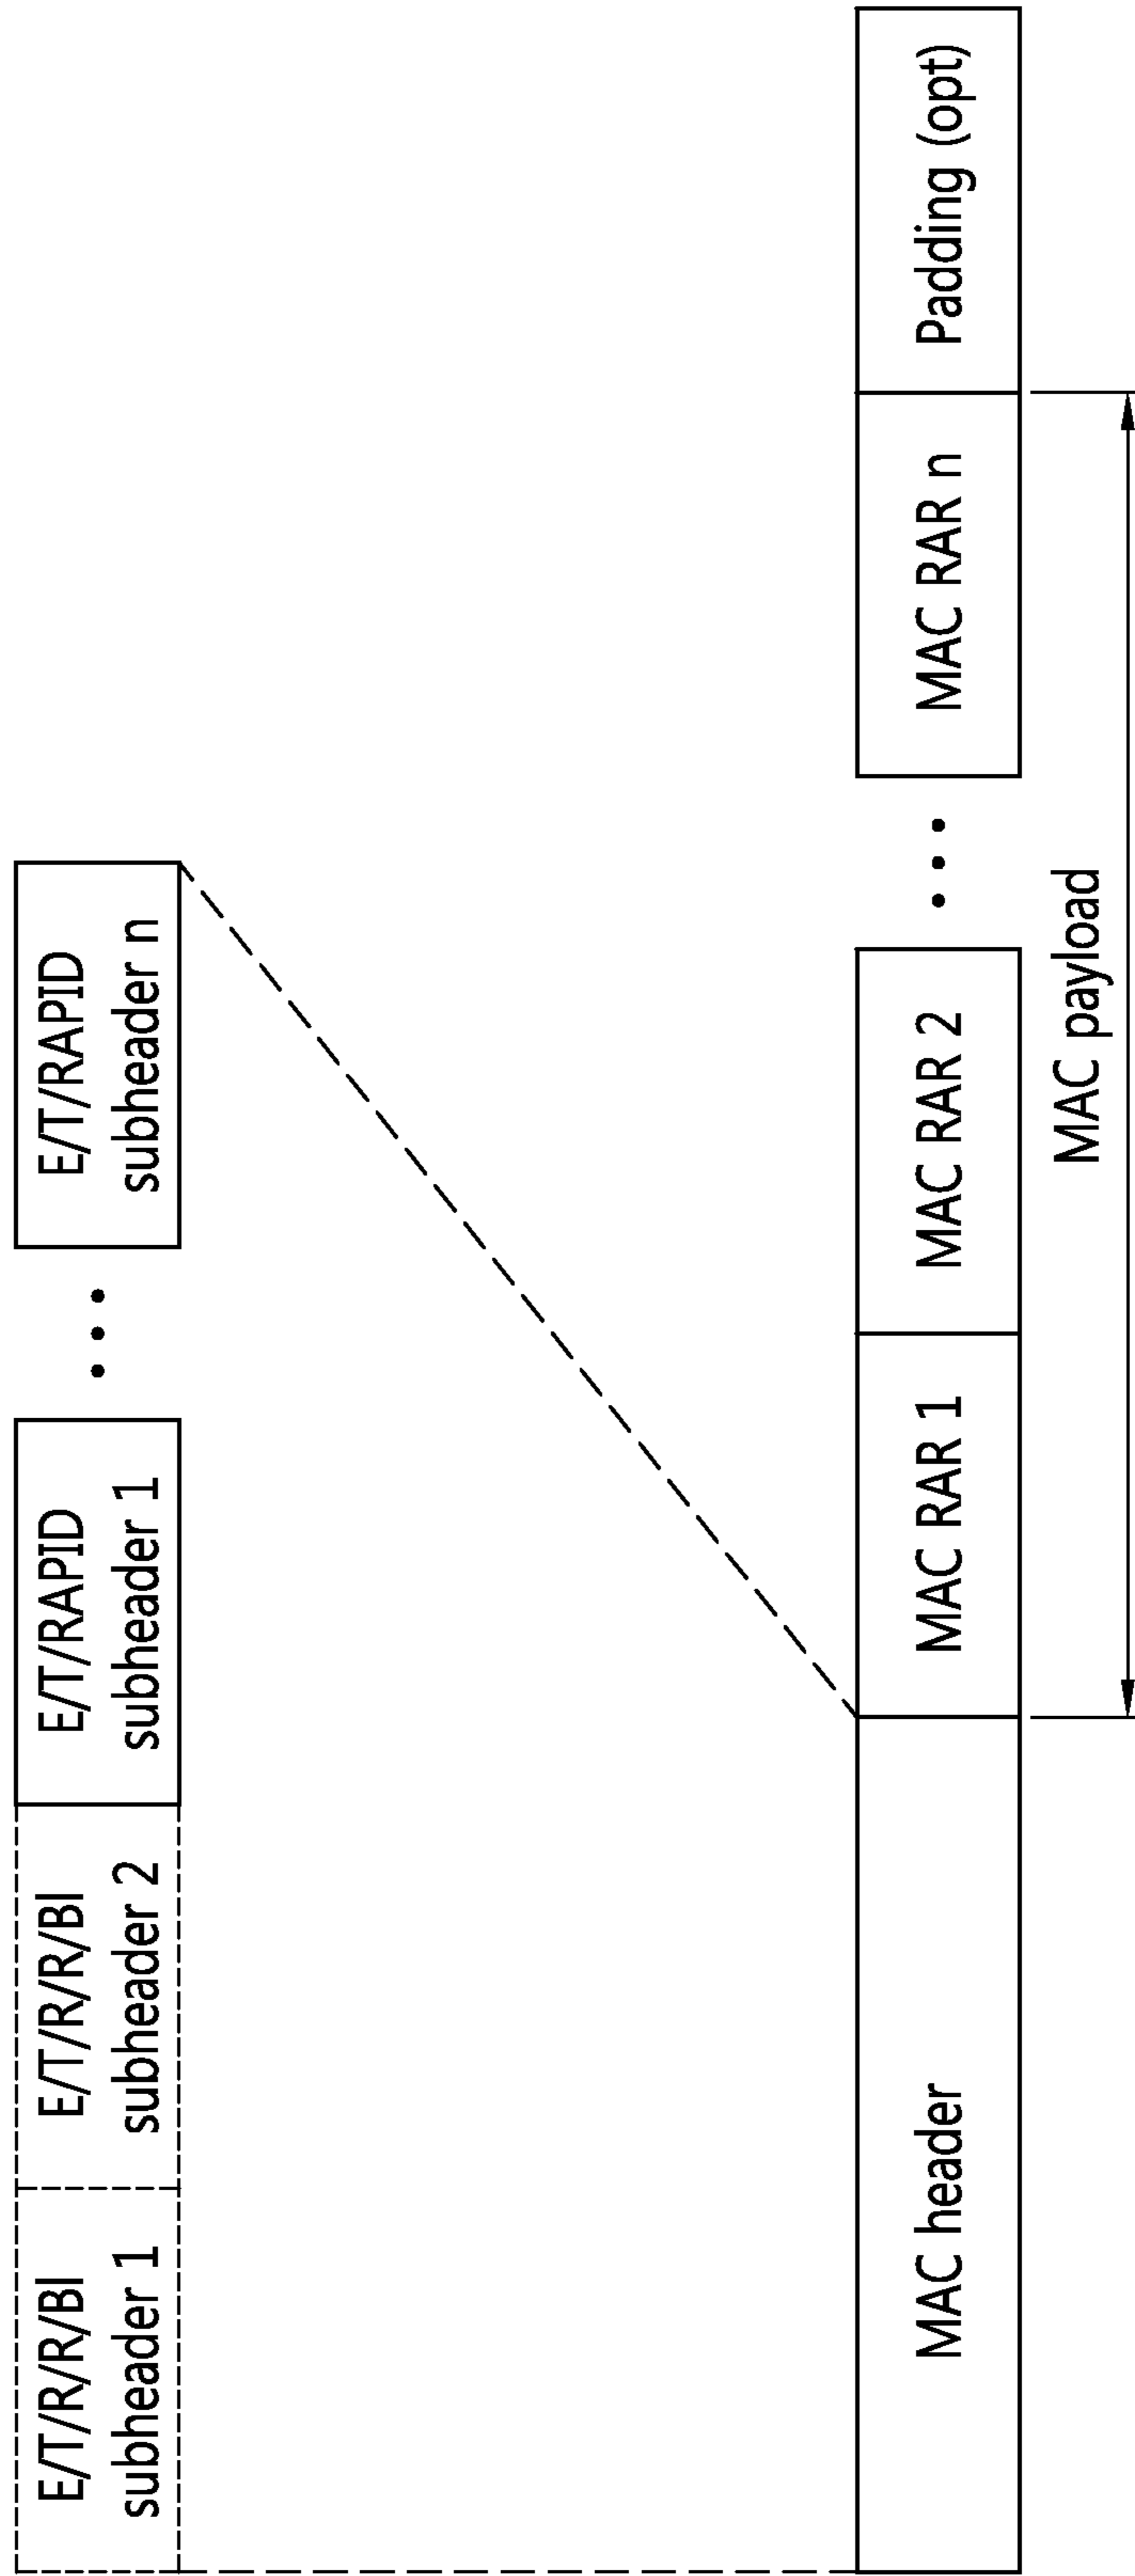 E/T/R/R/BI
subheader 1
E/T/R/R/BI
subheader 2
E/T/RAPID
subheader 1
...
E/T/RAPID
subheader n
MAC header
MAC RAR 1
MAC RAR 2
...
MAC RAR n
Padding (opt)
MAC payload